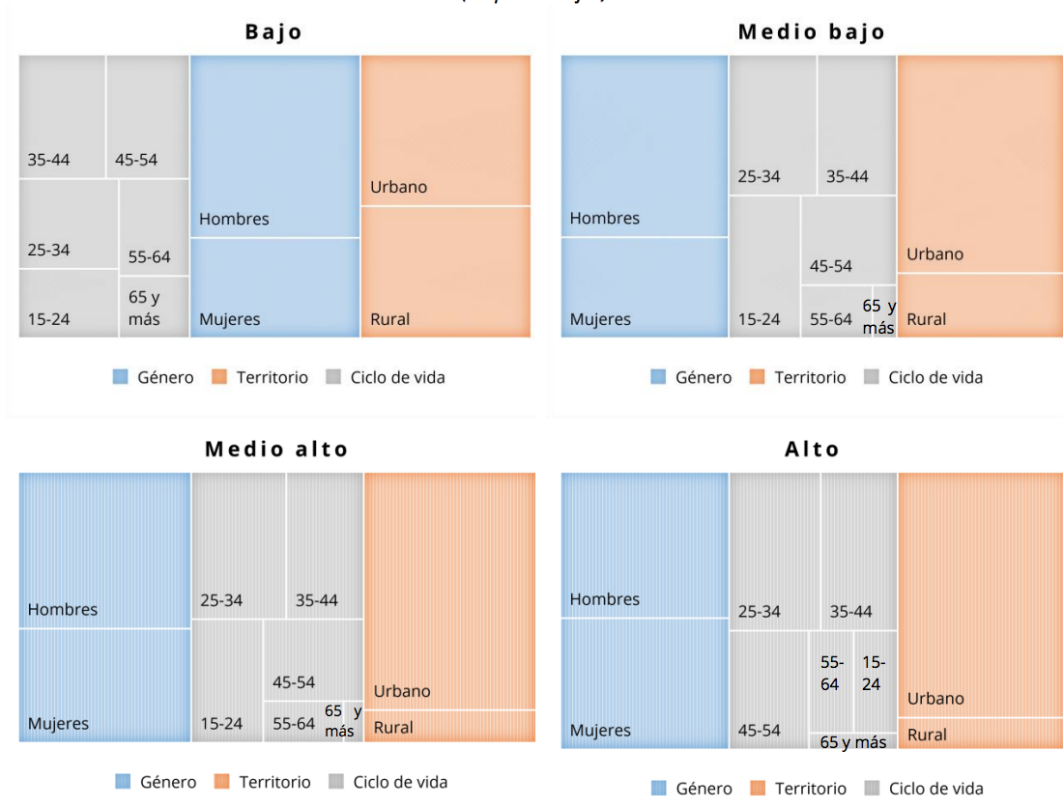 Bajo
35-44
45-54
25-34
55-64
15-24
65 y
más
Hombres
Mujeres
Urbano
Rural
Género
Territorio
Ciclo de vida
Medio bajo
Hombres
Mujeres
25-34
35-44
15-24
45-54
55-64
65 y
más
Urbano
Rural
Género
Territorio
Ciclo de vida
Medio alto
Hombres
Mujeres
25-34
35-44
15-24
45-54
55-64
65 y
más
Urbano
Rural
Género
Territorio
Ciclo de vida
Alto
Hombres
Mujeres
25-34
35-44
45-54
55-
64
15-
24
65 y más
Urbano
Rural
Género
Territorio
Ciclo de vida